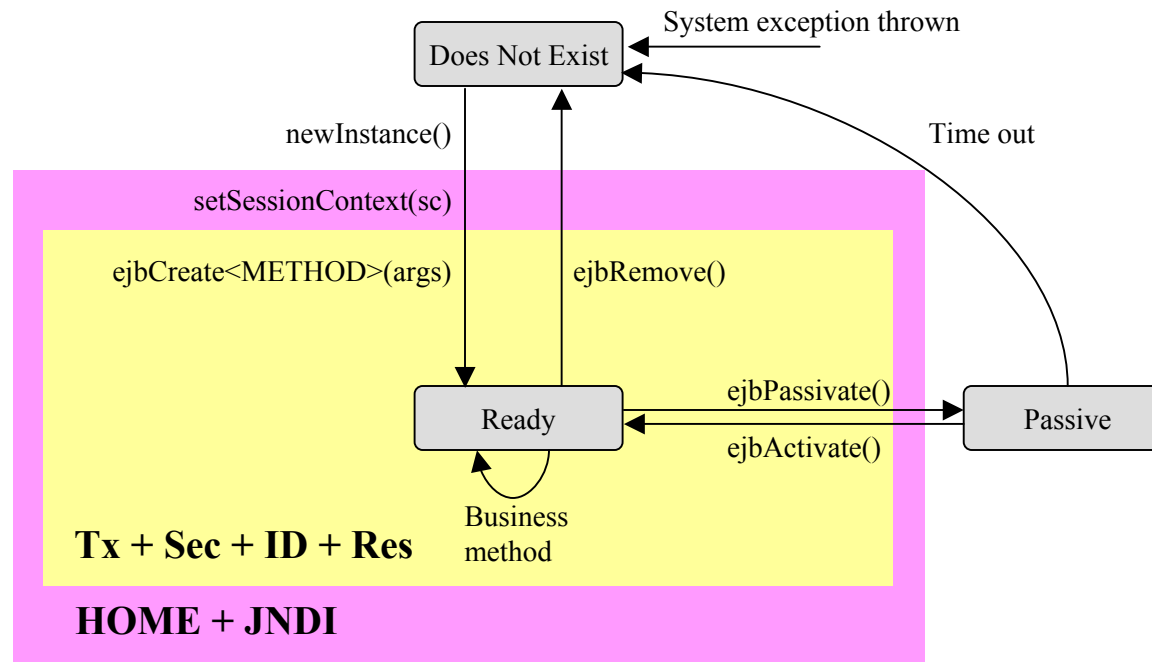 System exception thrown
Does Not Exist
newInstance()
Time out
setSessionContext(sc)
ejbCreate<METHOD>(args)
ejbRemove()
ejbPassivate()
Ready
Passive
ejbActivate()
Business
method
Tx + Sec + ID + Res
HOME + JNDI